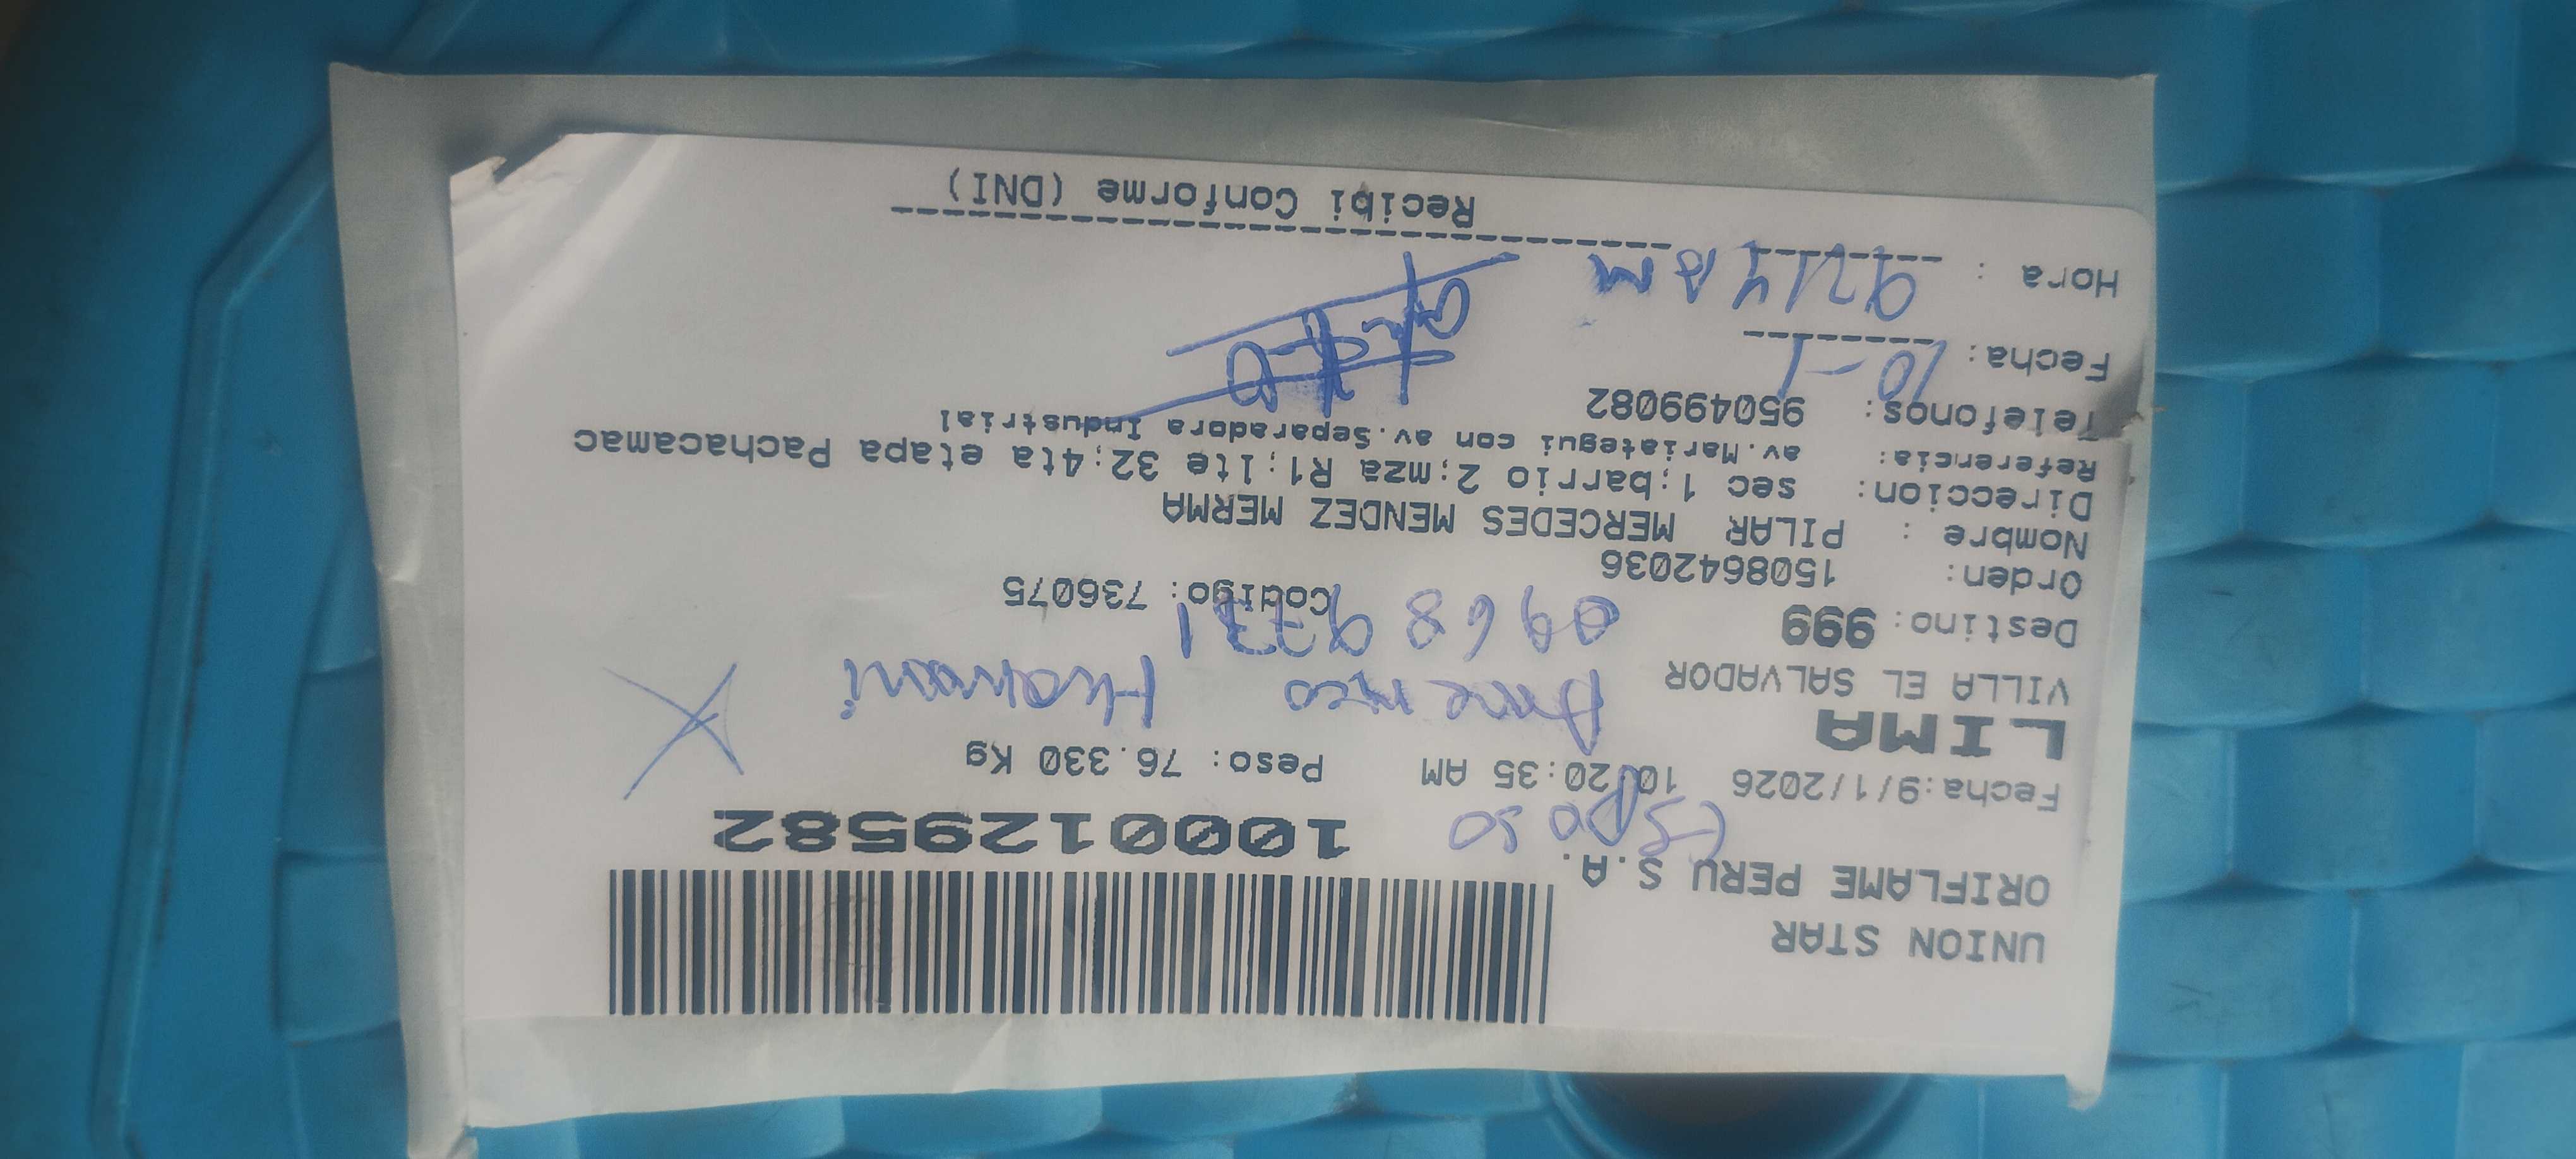 UNION STAR
ORIFLAME PERU S.A.
Esposo
1000129582
Fecha:9/1/2026 10:20:35 AM Peso: 76.330 Kg
LIMA
VILLA EL SALVADOR
Huamani
Destino: 999
Orden: 1508642036 Codigo: 736075
Nombre : PILAR MERCEDES MENDEZ MERMA
Direccion: sec 1;barrio 2;mza R1;lte 32;4ta etapa Pachacamac
Referencia: av.Mariategui con av.Separadora Industrial
Telefonos: 950499082
Fecha: 10-1
Hora : 9:14 AM
Recibi Conforme (DNI)